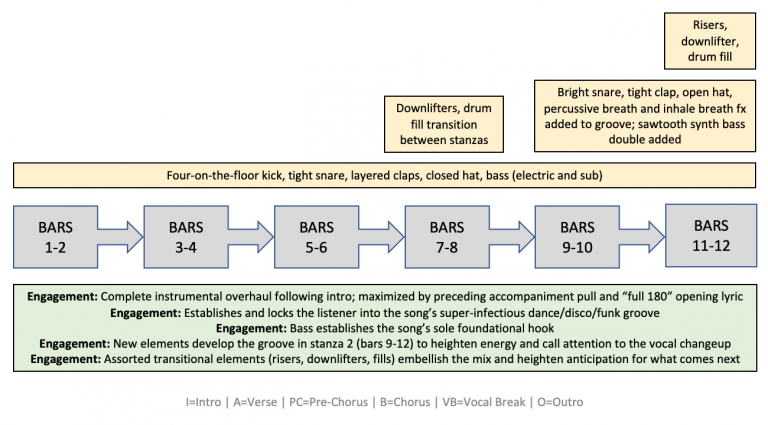 Risers,
downlifter,
drum fill
Downlifters, drum
fill transition
between stanzas
Bright snare, tight clap, open hat,
percussive breath and inhale breath fx
added to groove; sawtooth synth bass
double added
Four-on-the-floor kick, tight snare, layered claps, closed hat, bass (electric and sub)
BARS
1-2
BARS
3-4
BARS
5-6
BARS
7-8
BARS
9-10
BARS
11-12
Engagement: Complete instrumental overhaul following intro; maximized by preceding accompaniment pull and “full 180” opening lyric
Engagement: Establishes and locks the listener into the song’s super-infectious dance/disco/funk groove
Engagement: Bass establishes the song’s sole foundational hook
Engagement: New elements develop the groove in stanza 2 (bars 9-12) to heighten energy and call attention to the vocal changeup
Engagement: Assorted transitional elements (risers, downlifters, fills) embellish the mix and heighten anticipation for what comes next
I=Intro | A=Verse | PC=Pre-Chorus | B=Chorus | VB=Vocal Break | O=Outro